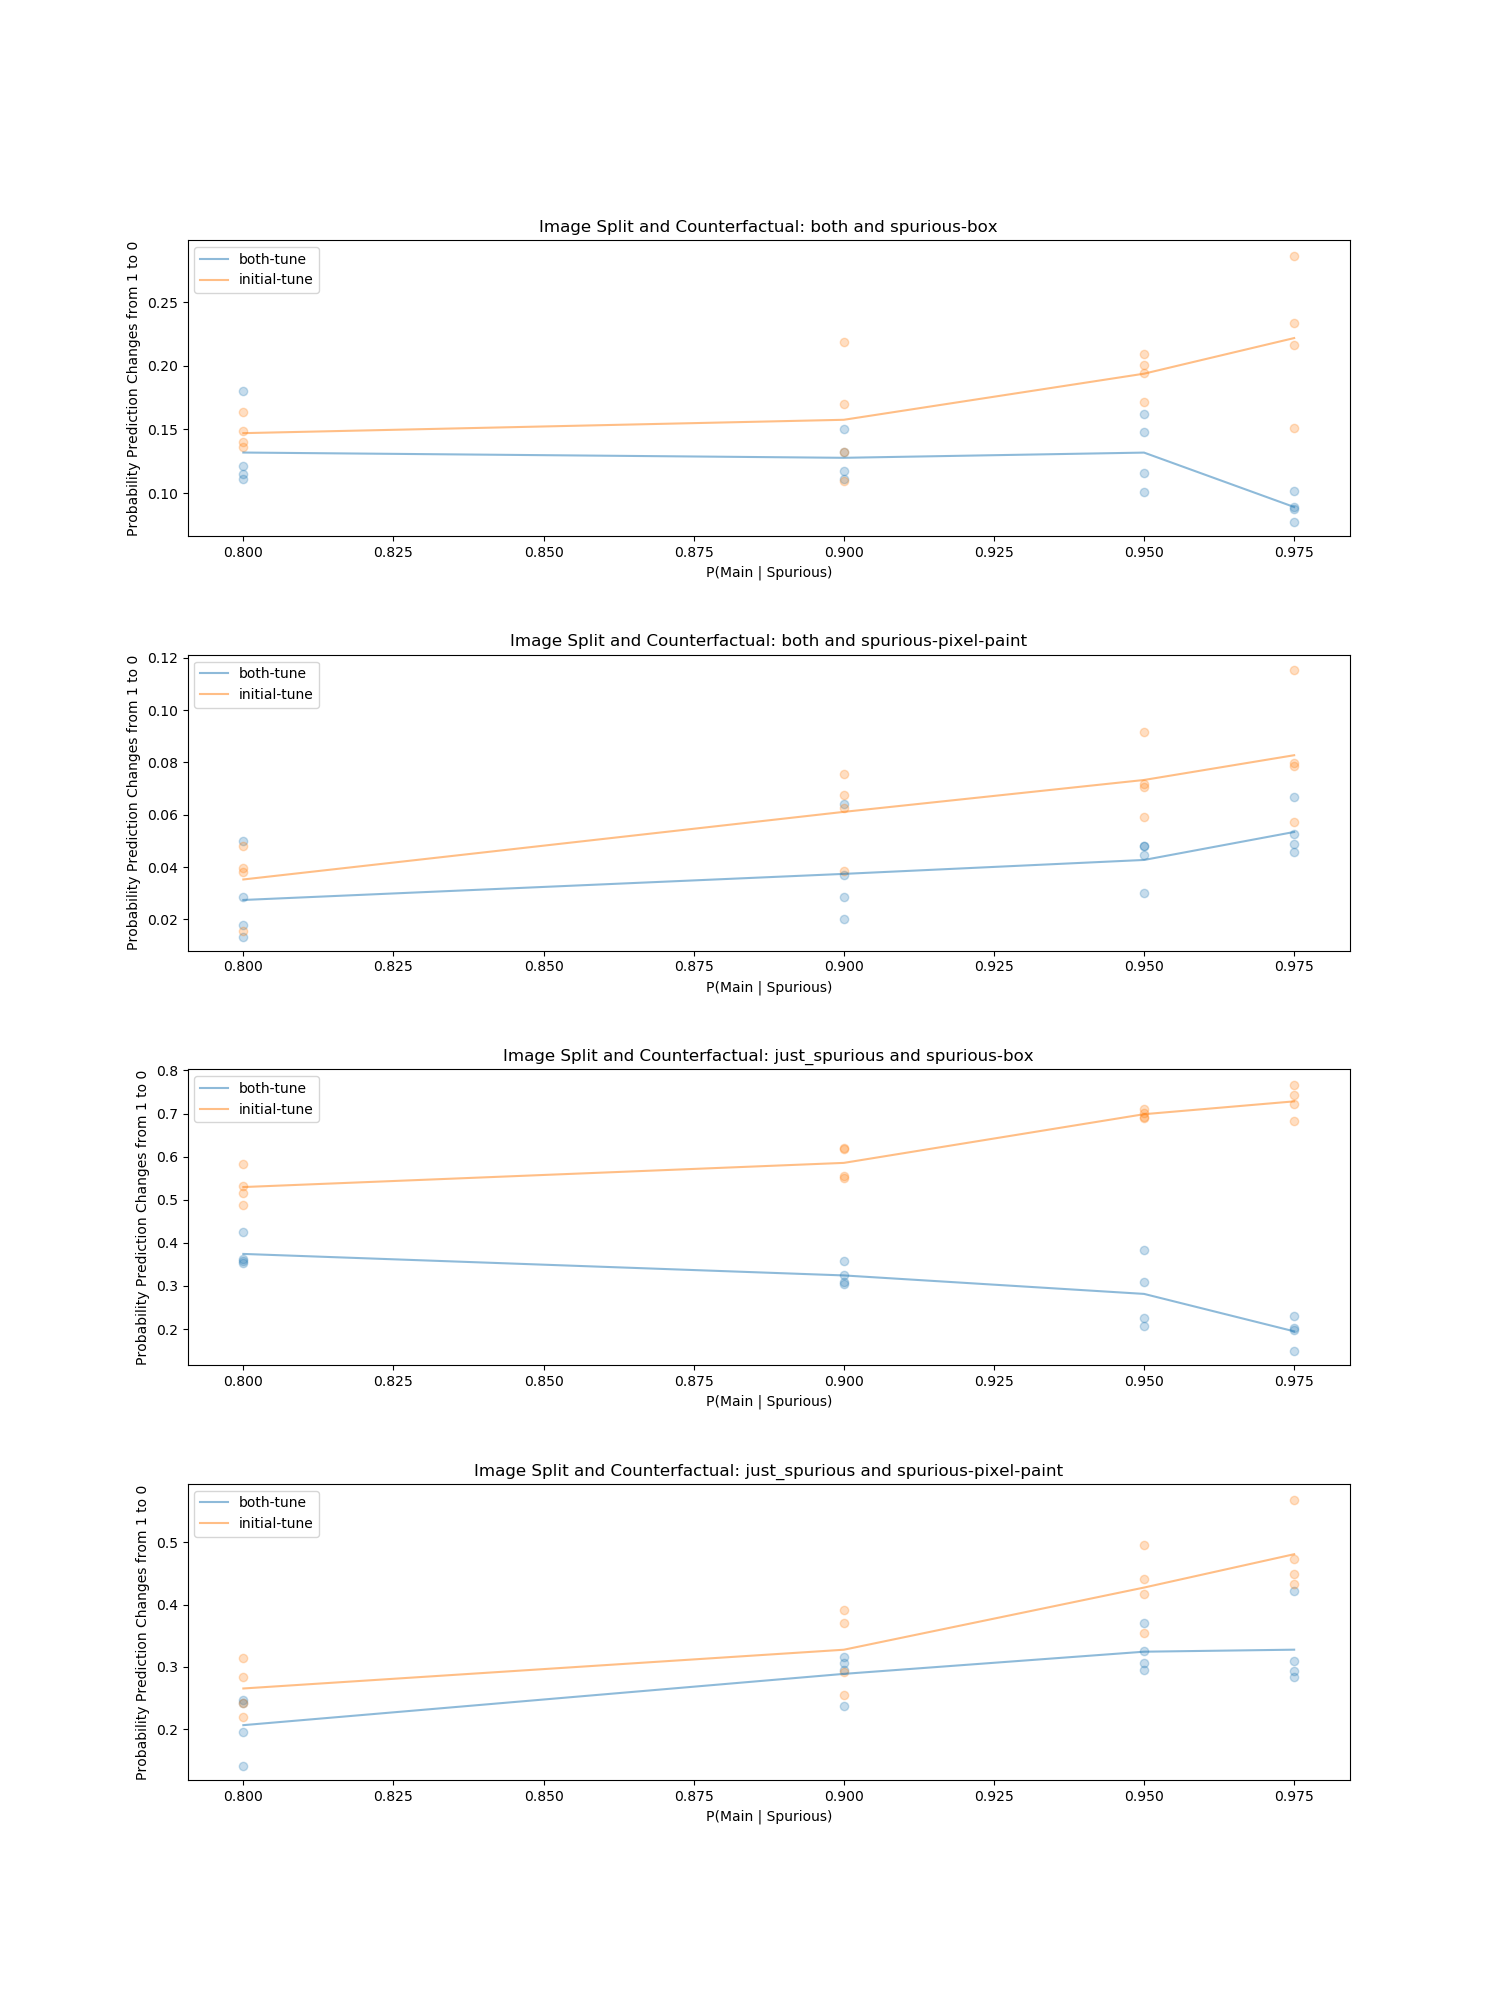 Image Split and Counterfactual: both and spurious-box
Probability Prediction Changes from 1 to 0
both-tune
initial-tune
0.25
0.20
0.15
0.10
0.800 0.825 0.850 0.875 0.900 0.925 0.950 0.975
P(Main | Spurious)
Image Split and Counterfactual: both and spurious-pixel-paint
Probability Prediction Changes from 1 to 0
both-tune
initial-tune
0.12
0.10
0.08
0.06
0.04
0.02
0.800 0.825 0.850 0.875 0.900 0.925 0.950 0.975
P(Main | Spurious)
Image Split and Counterfactual: just_spurious and spurious-box
Probability Prediction Changes from 1 to 0
both-tune
initial-tune
0.8
0.7
0.6
0.5
0.4
0.3
0.2
0.800 0.825 0.850 0.875 0.900 0.925 0.950 0.975
P(Main | Spurious)
Image Split and Counterfactual: just_spurious and spurious-pixel-paint
Probability Prediction Changes from 1 to 0
both-tune
initial-tune
0.5
0.4
0.3
0.2
0.800 0.825 0.850 0.875 0.900 0.925 0.950 0.975
P(Main | Spurious)